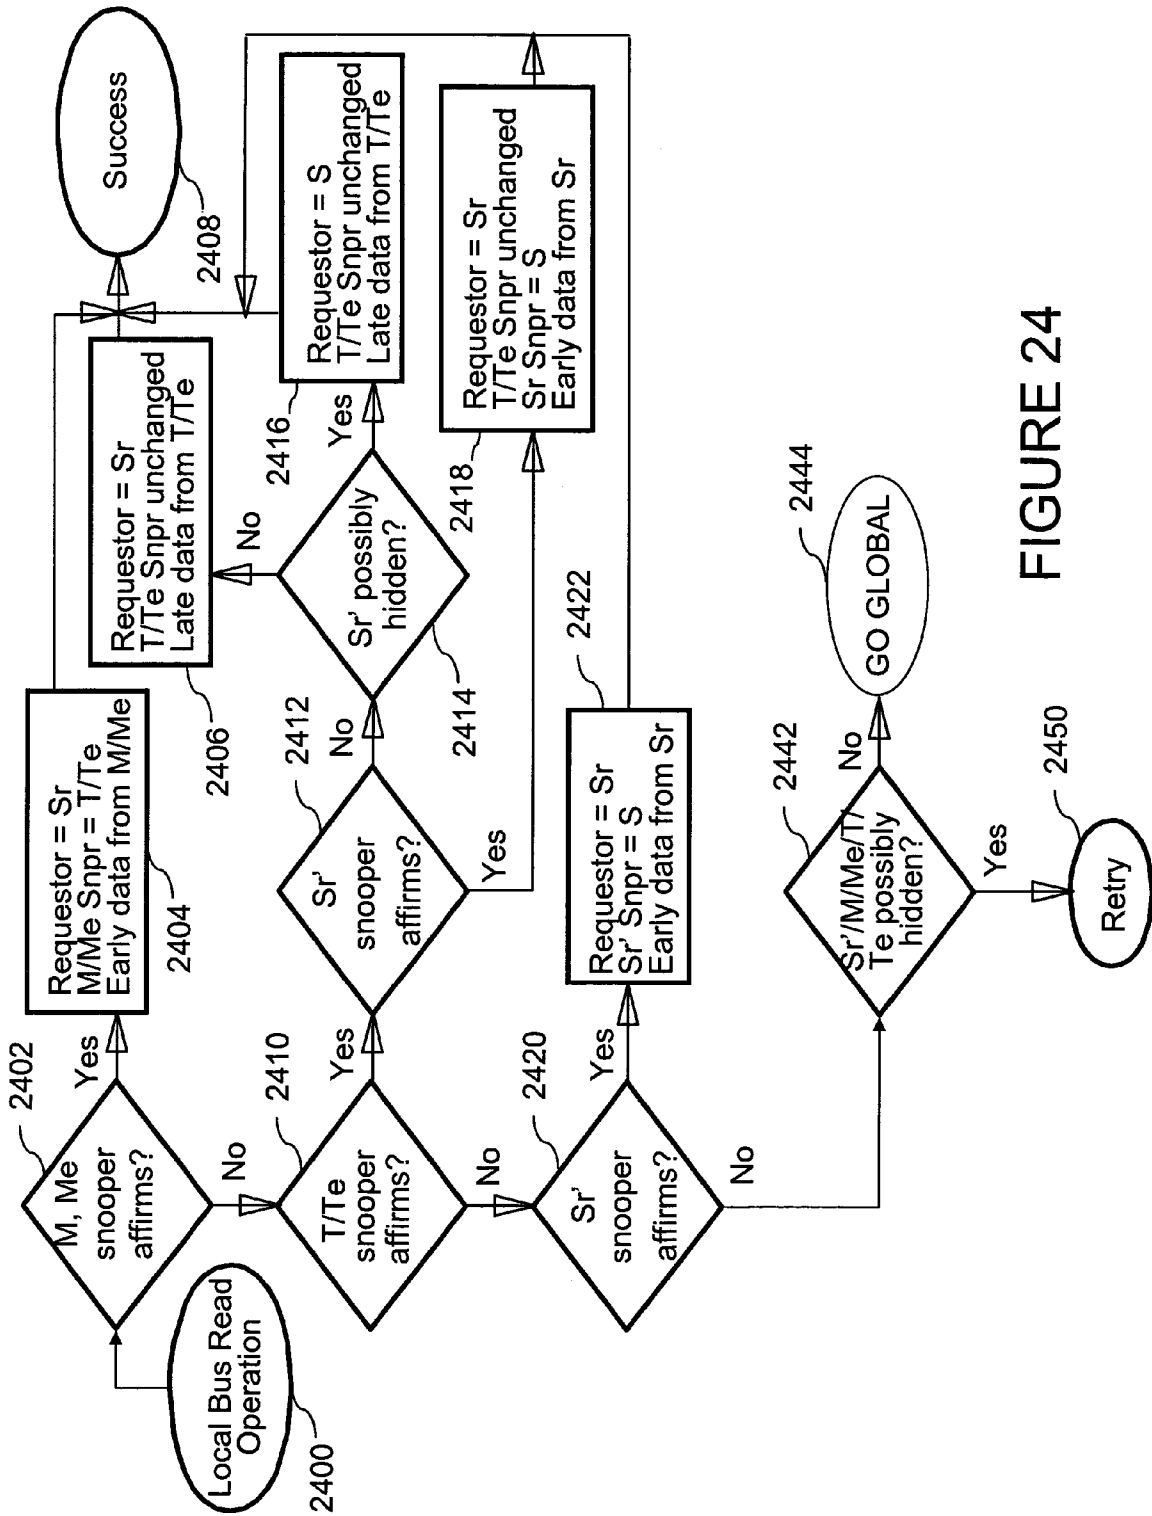 Local Bus Read
Operation
2400
M, Me
snooper
affirms?
2402
Yes
No
Requestor = Sr
M/Me Snpr = T/Te
Early data from M/Me
2404
Requestor = Sr
T/Te Snpr unchanged
Late data from T/Te
2406
Success
2408
T/Te
snooper
affirms?
2410
Yes
No
Sr'
snooper
affirms?
2412
No
Yes
Sr' possibly
hidden?
2414
No
Yes
Requestor = S
T/Te Snpr unchanged
Late data from T/Te
2416
Requestor = Sr
T/Te Snpr unchanged
Sr Snpr = S
Early data from Sr
2418
Sr'
snooper
affirms?
2420
Yes
No
Requestor = Sr
Sr' Snpr = S
Early data from Sr
2422
Sr'/M/Me/T/
Te possibly
hidden?
2442
No
Yes
GO GLOBAL
2444
Retry
2450
FIGURE 24